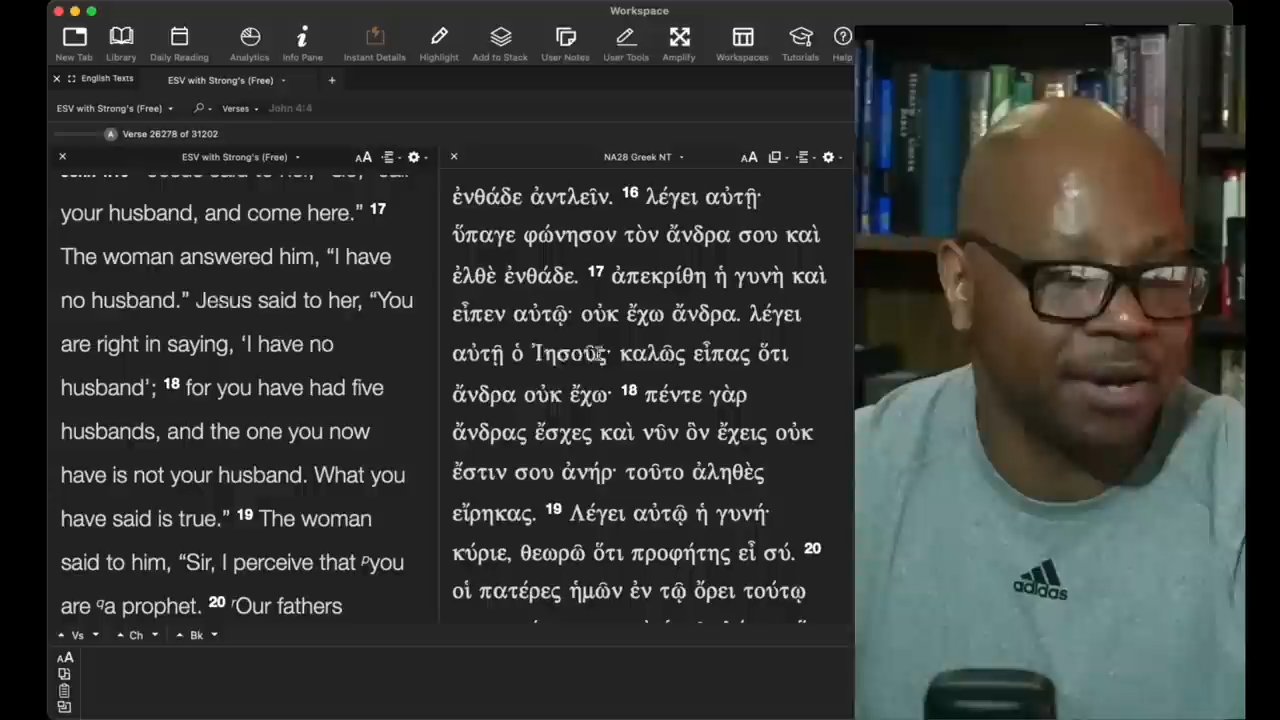 Workspace
New Tab Library Daily Reading Analytics Info Pane Instant Details Highlight Add to Stack User Notes User Tools Amplify Workspaces Tutorials Help
English Texts ESV with Strong's (Free) +
ESV with Strong's (Free) Verses John 4:4
A Verse 26278 of 31202
ESV with Strong's (Free) AA
your husband, and come here.” 17
The woman answered him, “I have
no husband.” Jesus said to her, “You
are right in saying, ‘I have no
husband’; 18 for you have had five
husbands, and the one you now
have is not your husband. What you
have said is true.” 19 The woman
said to him, “Sir, I perceive that pyou
are qa prophet. 20 rOur fathers
NA28 Greek NT AA
ἐνθάδε ἀντλεῖν. 16 λέγει αὐτῇ·
ὕπαγε φώνησον τὸν ἄνδρα σου καὶ
ἐλθὲ ἐνθάδε. 17 ἀπεκρίθη ἡ γυνὴ καὶ
εἶπεν αὐτῷ· οὐκ ἔχω ἄνδρα. λέγει
αὐτῇ ὁ Ἰησοῦς· καλῶς εἶπας ὅτι
ἄνδρα οὐκ ἔχω· 18 πέντε γὰρ
ἄνδρας ἔσχες καὶ νῦν ὃν ἔχεις οὐκ
ἔστιν σου ἀνήρ· τοῦτο ἀληθὲς
εἴρηκας. 19 Λέγει αὐτῷ ἡ γυνή·
κύριε, θεωρῶ ὅτι προφήτης εἶ σύ. 20
οἱ πατέρες ἡμῶν ἐν τῷ ὄρει τούτῳ
Vs Ch Bk
AA
adidas